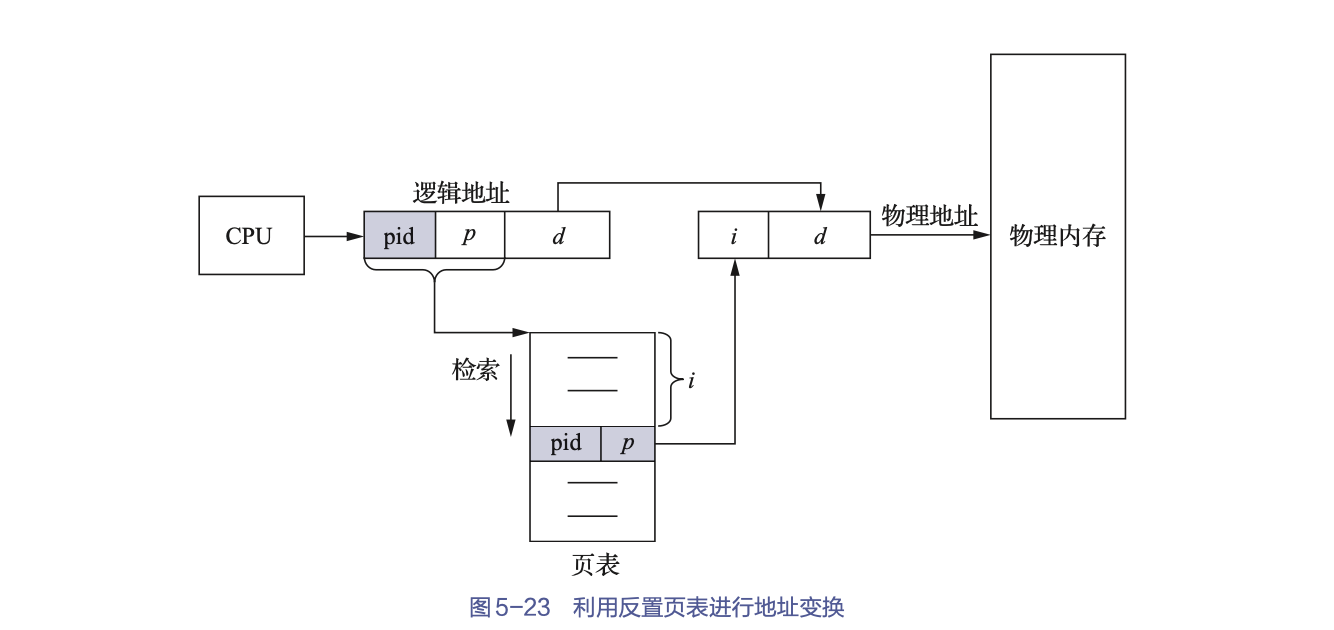 逻辑地址
CPU
pid p d
i d
物理地址
物理内存
检索
i
pid p
页表
图5-23 利用反置页表进行地址变换